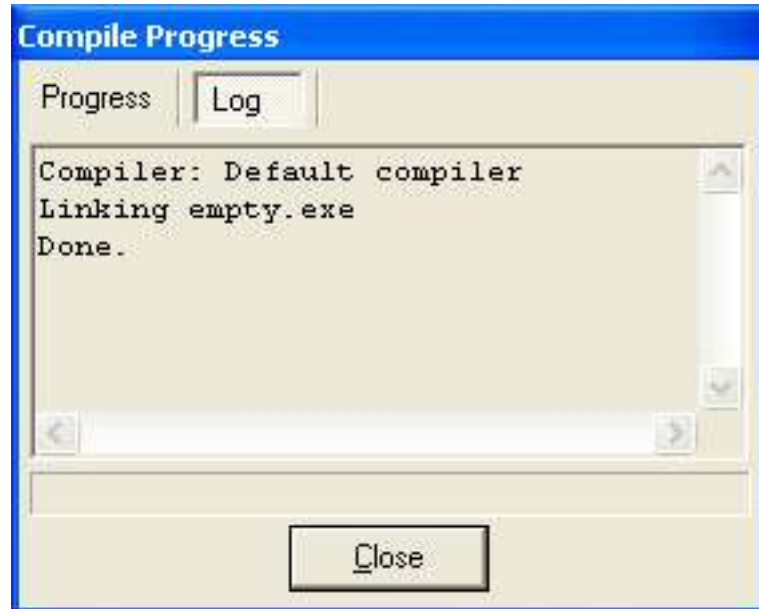 Compile Progress
Progress Log
Compiler: Default compiler
Linking empty.exe
Done.
Close